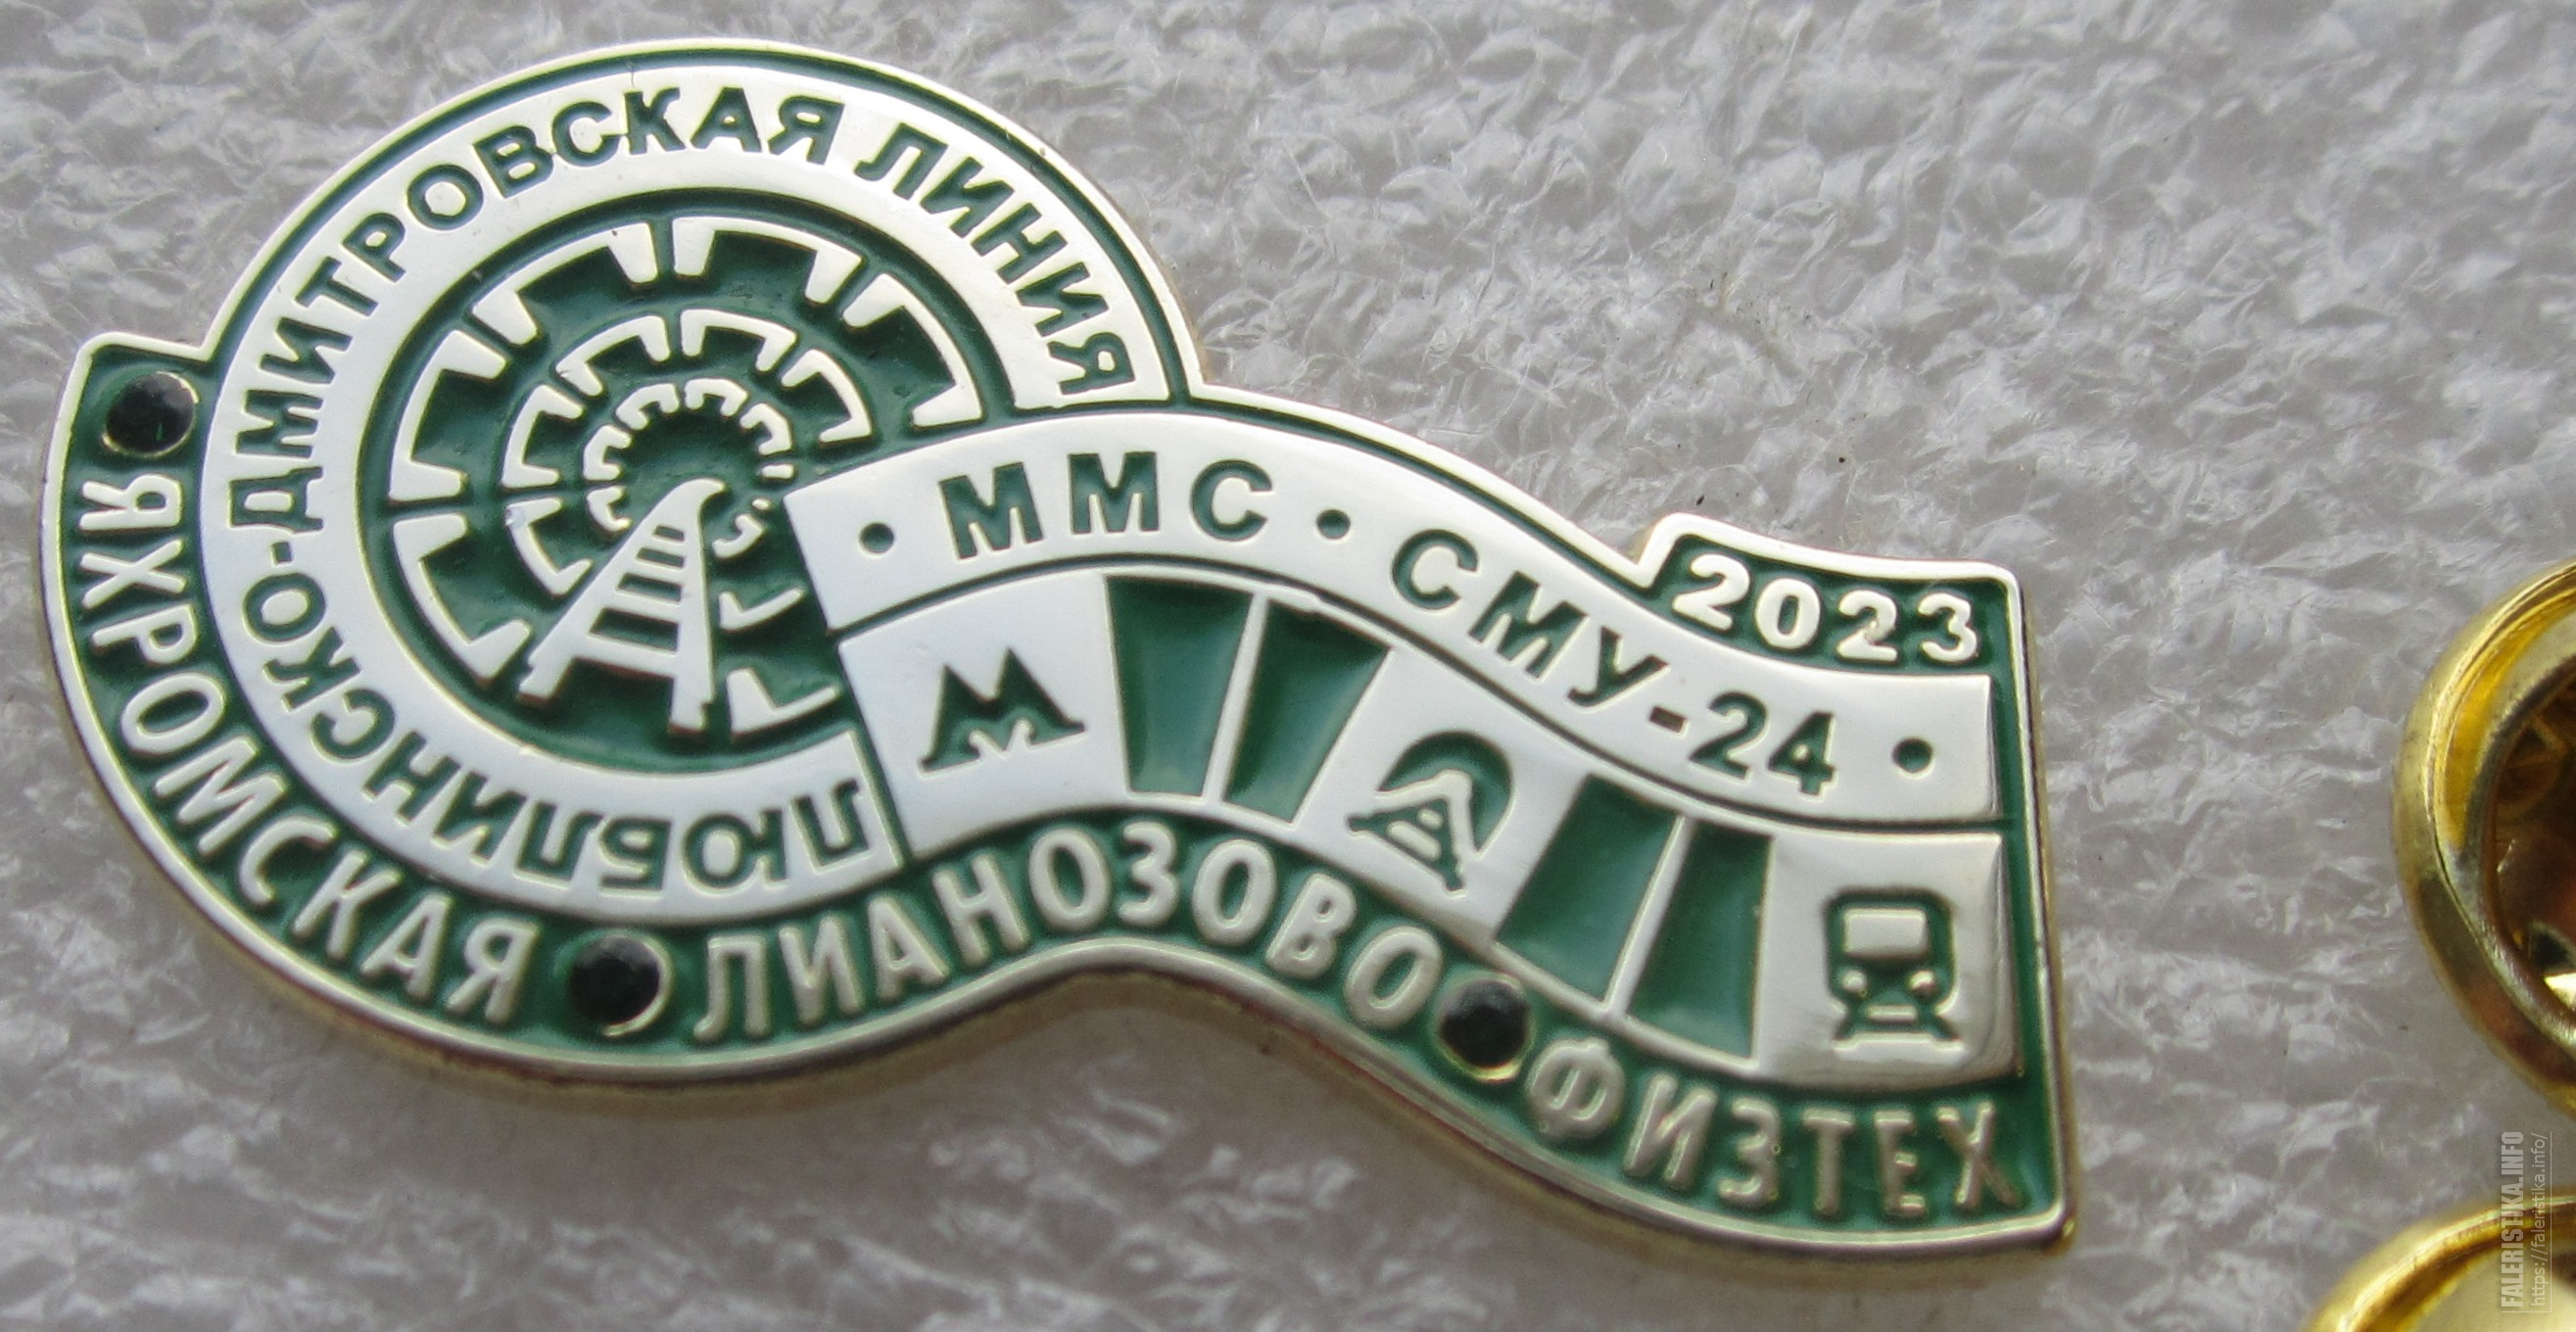 ЛЮБЛИНСКО-ДМИТРОВСКАЯ ЛИНИЯ
• ММС • СМУ-24 •
2023
М
ЯХРОМСКАЯ ЛИАНОЗОВО ФИЗТЕХ
FALERISTIKA.INFO
https://faleristika.info/